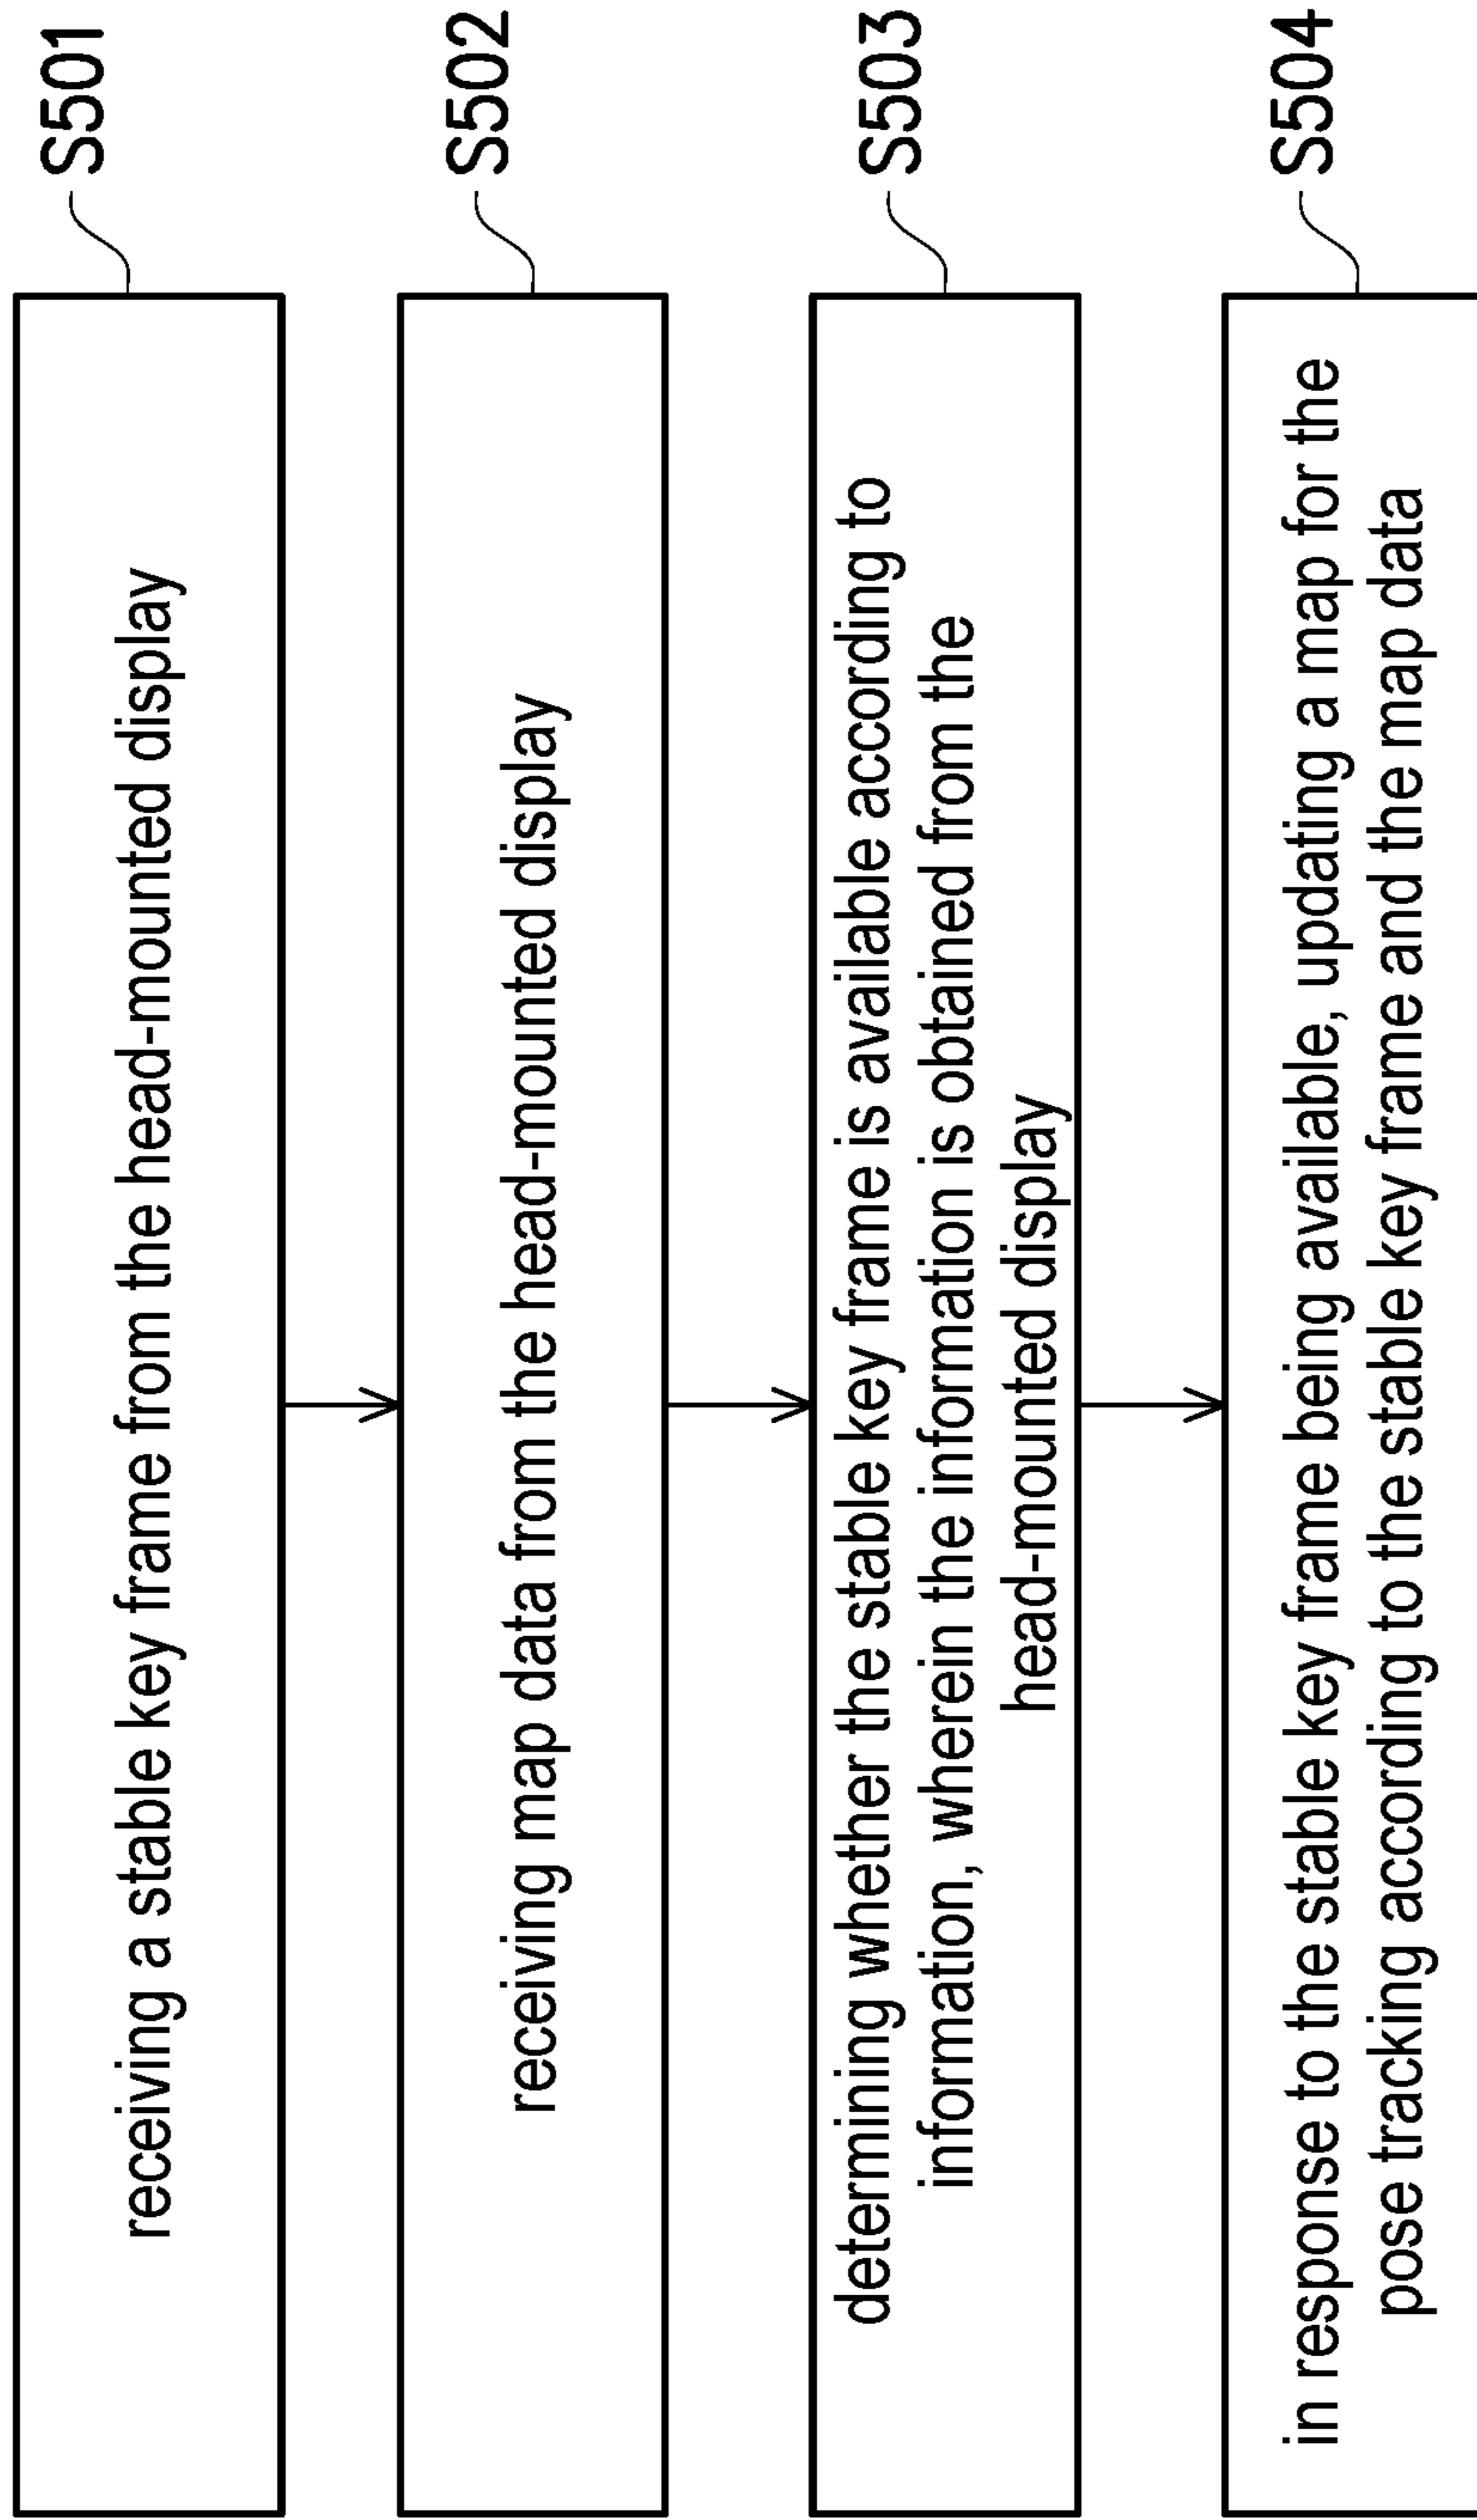 receiving a stable key frame from the head-mounted display
S501
receiving map data from the head mounted display
S502
determining whether the stable key frame is available according to
information, wherein the information is obtained from the
head-mounted display
S503
in response to the stable key frame being available, updating a map for the
pose tracking according to the stable key frame and the map data
S504